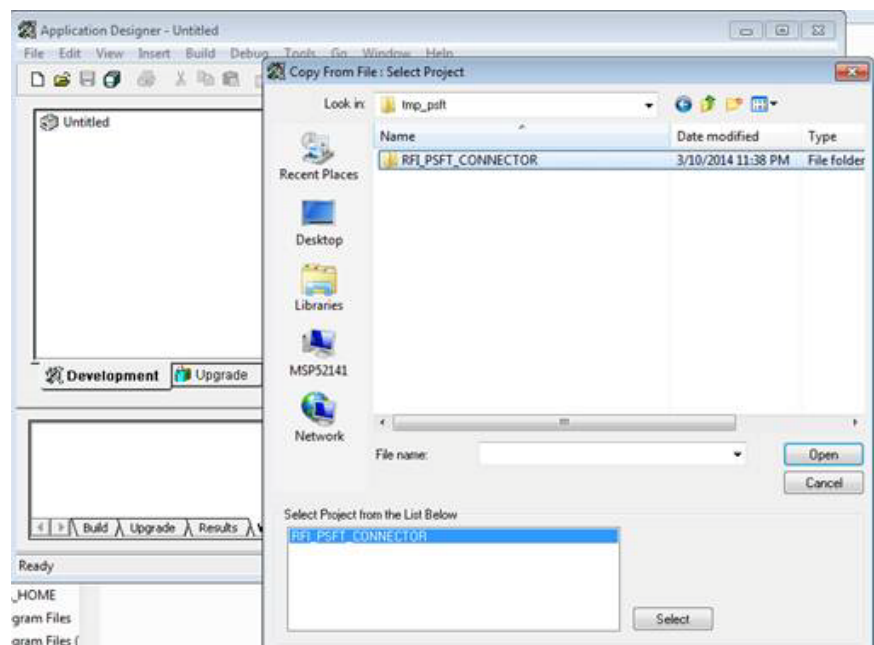 Application Designer - Untitled
File Edit View Insert Build Debug Tools Go Window Help
Copy From File : Select Project
Look in: tmp_psft
Untitled
Name Date modified Type
RFI_PSFT_CONNECTOR 3/10/2014 11:38 PM File folder
Recent Places
Desktop
Libraries
MSP52141
Network
Development Upgrade
File name: Open
Cancel
Select Project from the List Below
RFI_PSFT_CONNECTOR
Build Upgrade Results
Select
Ready
_HOME
gram Files
gram Files (